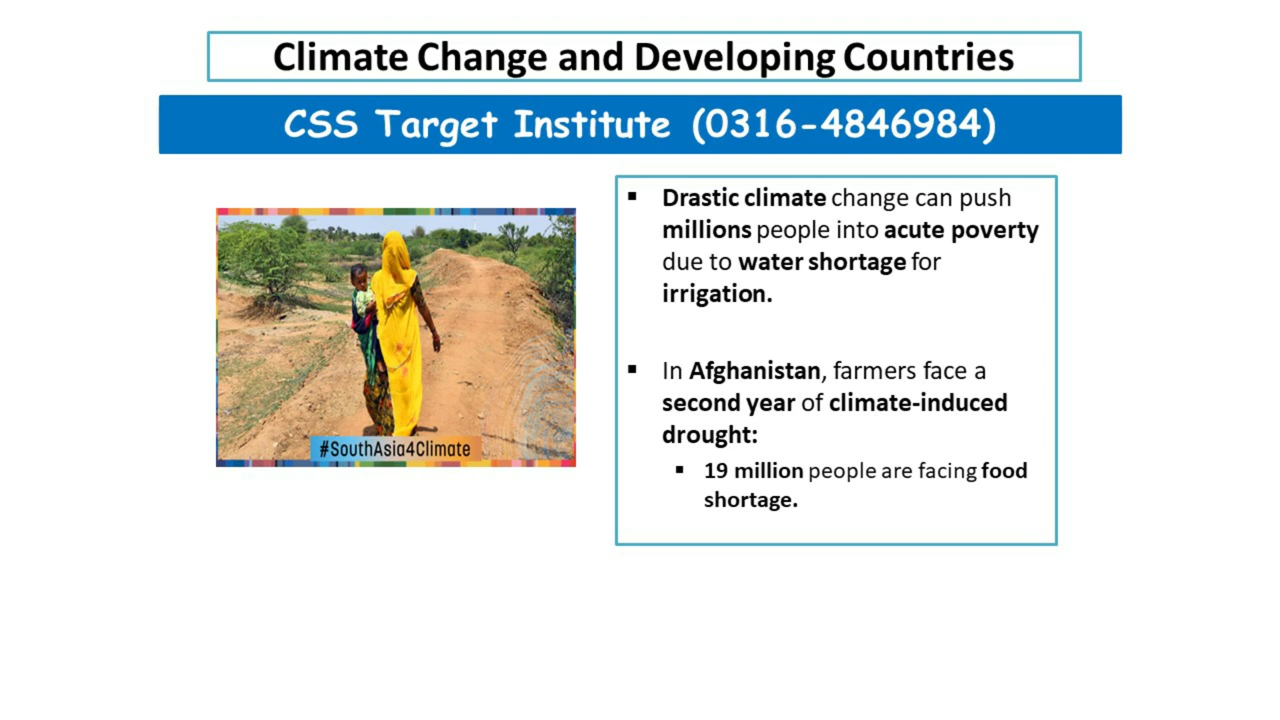 Climate Change and Developing Countries
CSS Target Institute (0316-4846984)
#SouthAsia4Climate
▪ Drastic climate change can push
millions people into acute poverty
due to water shortage for
irrigation.
▪ In Afghanistan, farmers face a
second year of climate-induced
drought:
▪ 19 million people are facing food
shortage.